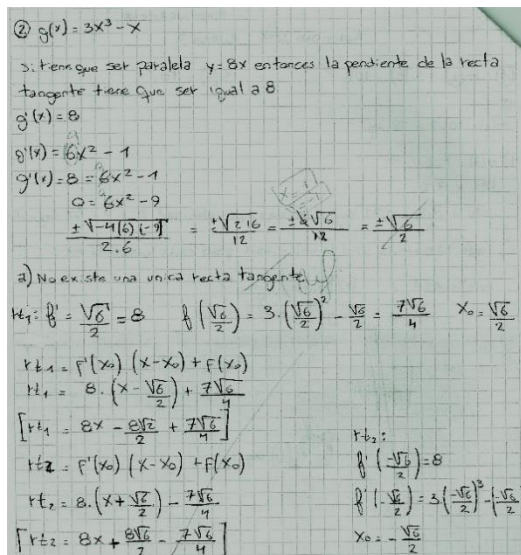 ② g(x) = 3x³ - x
Si tiene que ser paralela y=8x entonces la pendiente de la recta
tangente tiene que ser igual a 8
g'(x) = 8
g'(x) = 6x² - 1
g'(x) = 8 = 6x² - 1
0 = 6x² - 9
±√-4(6)(-9) / 2.6 = ±√216 / 12 = ±6√6 / 12 = ±√6 / 2
a) No existe una unica recta tangente
rt₁: f' = √6 / 2 = 8 f(√6/2) = 3.(√6/2)² - √6/2 = 7√6/4 x₀ = √6/2
rt₁ = f'(x₀) (x-x₀) + f(x₀)
rt₁ = 8.(x - √6/2) + 7√6/4
[rt₁ = 8x - 8√2/2 + 7√6/4]
rt₂ = f'(x₀) (x-x₀) + f(x₀)
rt₂ = 8.(x + √6/2) - 7√6/4
[rt₂ = 8x + 8√6/2 - 7√6/4]
rt₂:
f'(-√6/2) = 8
f'(-√6/2) = 3(-√6/2)³ - (-√6/2
x₀ = -√6/2